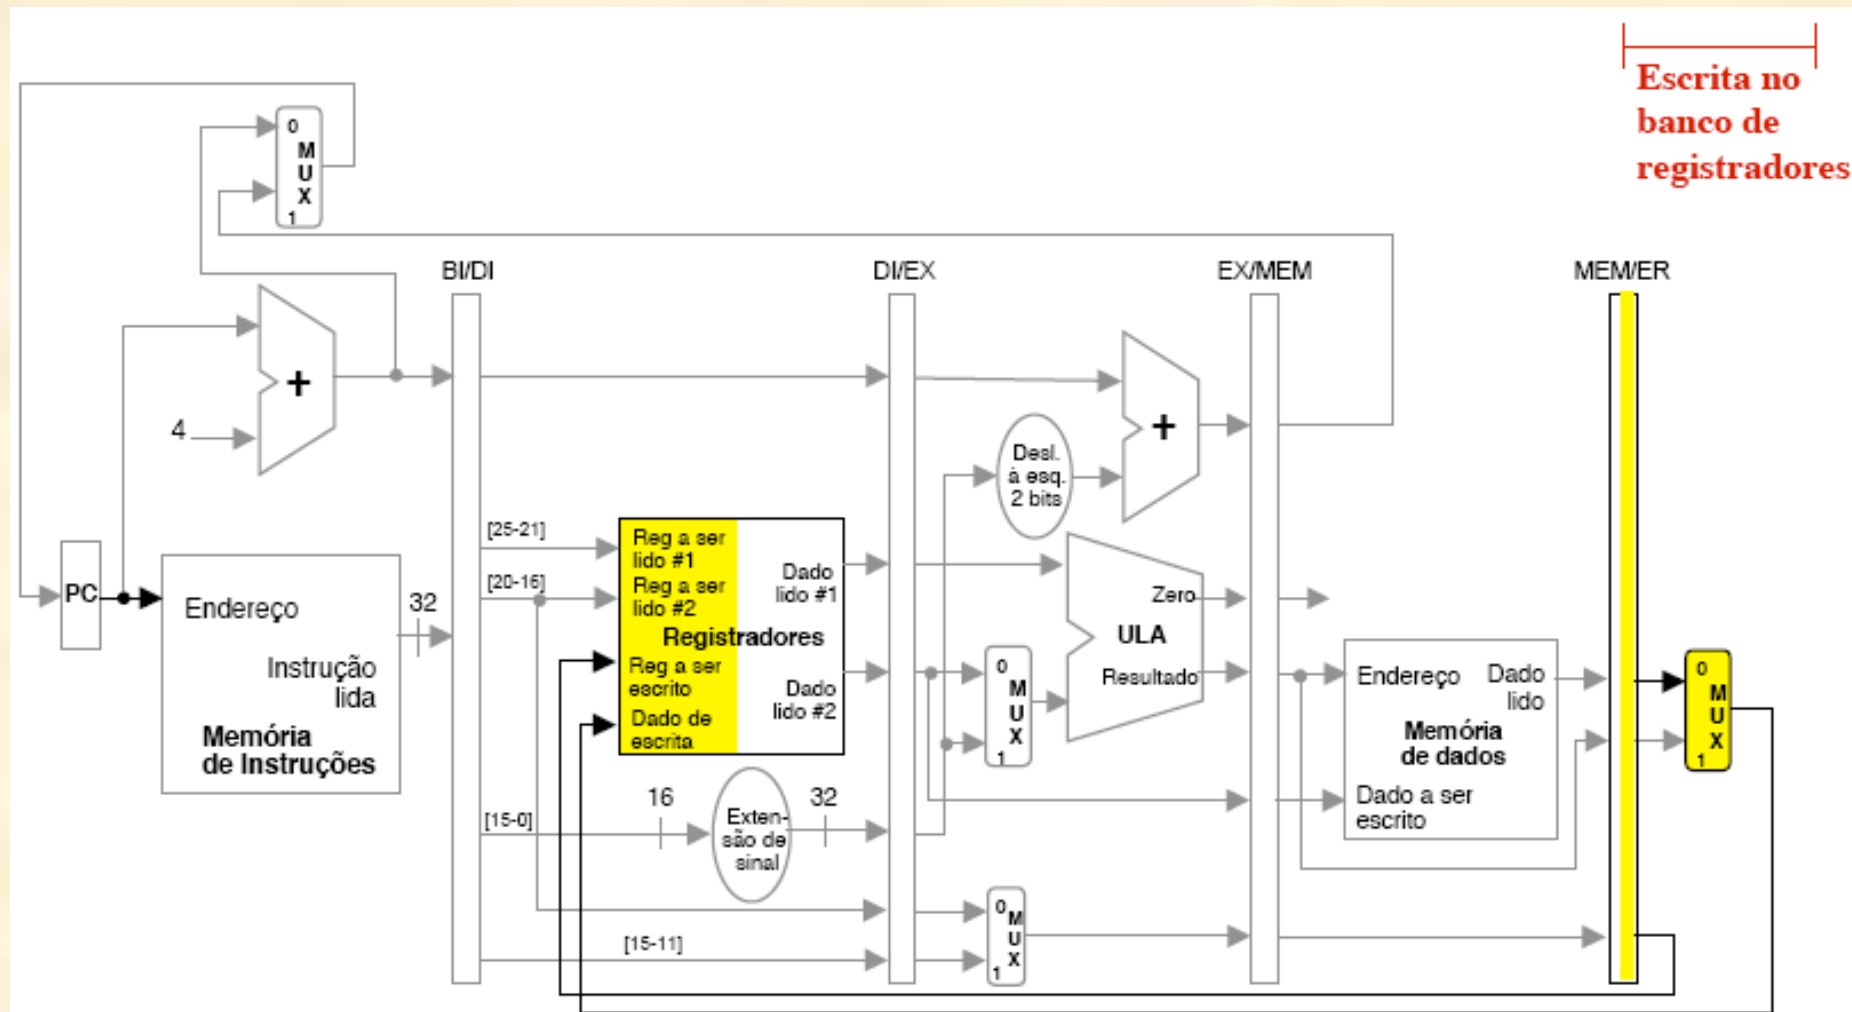 Escrita no
banco de
registradores
0
M
U
X
1
BI/DI
DI/EX
EX/MEM
MEM/ER
+
4
+
Desl.
à esq.
2 bits
[25-21]
[20-16]
PC
Endereço
32
Instrução
lida
Memória
de Instruções
Reg a ser
lido #1
Reg a ser
lido #2
Registradores
Reg a ser
escrito
Dado de
escrita
Dado
lido #1
Dado
lido #2
0
M
U
X
1
Zero
ULA
Resultado
Endereço
Dado
lido
Memória
de dados
Dado a ser
escrito
0
M
U
X
1
[15-0]
16
Exten-
são de
sinal
32
[15-11]
0
M
U
X
1